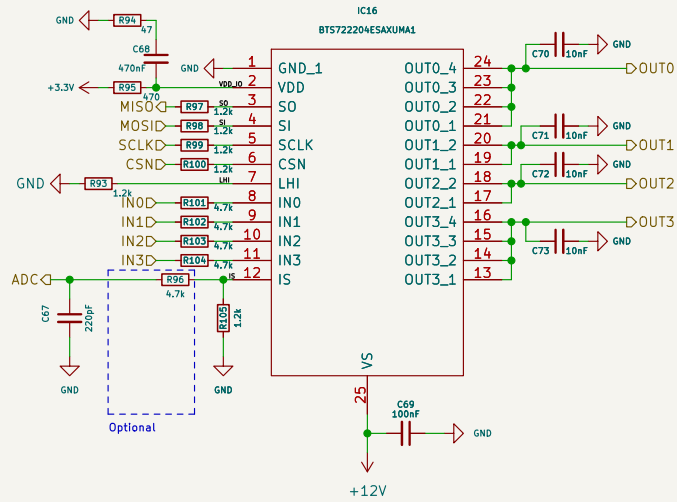 IC16
BTS722204ESAXUMA1
GND R94 47
C68 470nF
GND 1 GND_1
+3.3V R95 470 VDD_IO 2 VDD
MISO R97 1.2k SO 3 SO
MOSI R98 1.2k SI 4 SI
SCLK R99 1.2k 5 SCLK
CSN R100 1.2k 6 CSN
GND R93 1.2k LHI 7 LHI
IN0 R101 4.7k 8 IN0
IN1 R102 4.7k 9 IN1
IN2 R103 4.7k 10 IN2
IN3 R104 4.7k 11 IN3
ADC R96 4.7k IS 12 IS
C67 220pF
GND
R105 1.2k
GND
Optional
OUT0_4 24 OUT0
C70 10nF GND
OUT0_3 23
OUT0_2 22
OUT0_1 21
C71 10nF GND
OUT1_2 20 OUT1
OUT1_1 19
C72 10nF GND
OUT2_2 18 OUT2
OUT2_1 17
OUT3_4 16 OUT3
OUT3_3 15
C73 10nF GND
OUT3_2 14
OUT3_1 13
VS
25
C69
100nF
GND
+12V